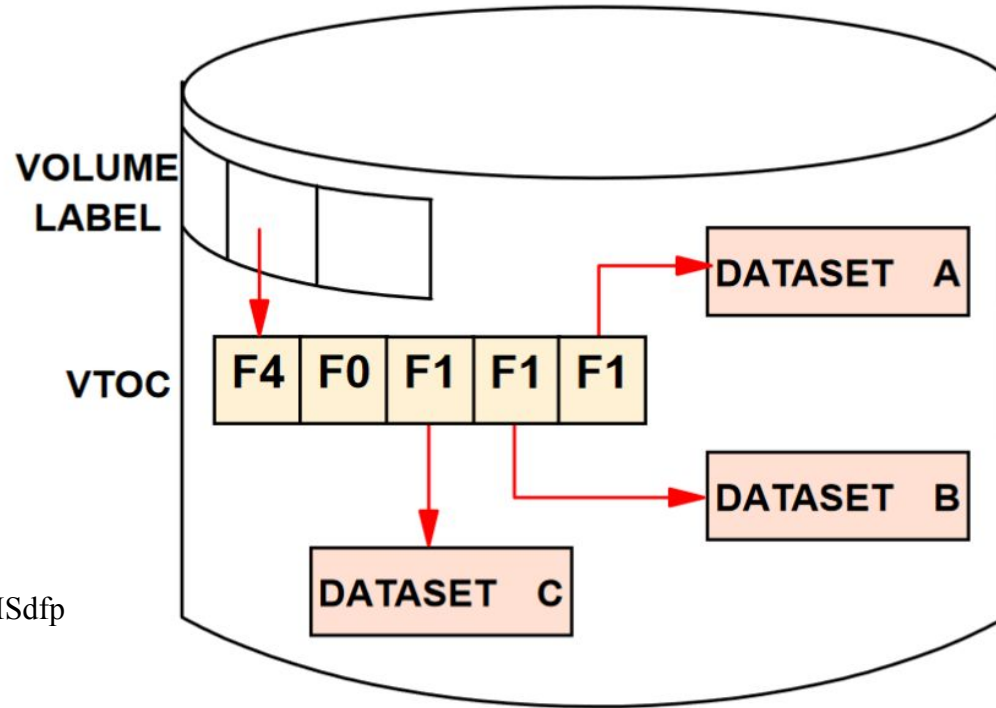 VOLUME
LABEL
DATASET A
VTOC
F4 F0 F1 F1 F1
DATASET B
DATASET C